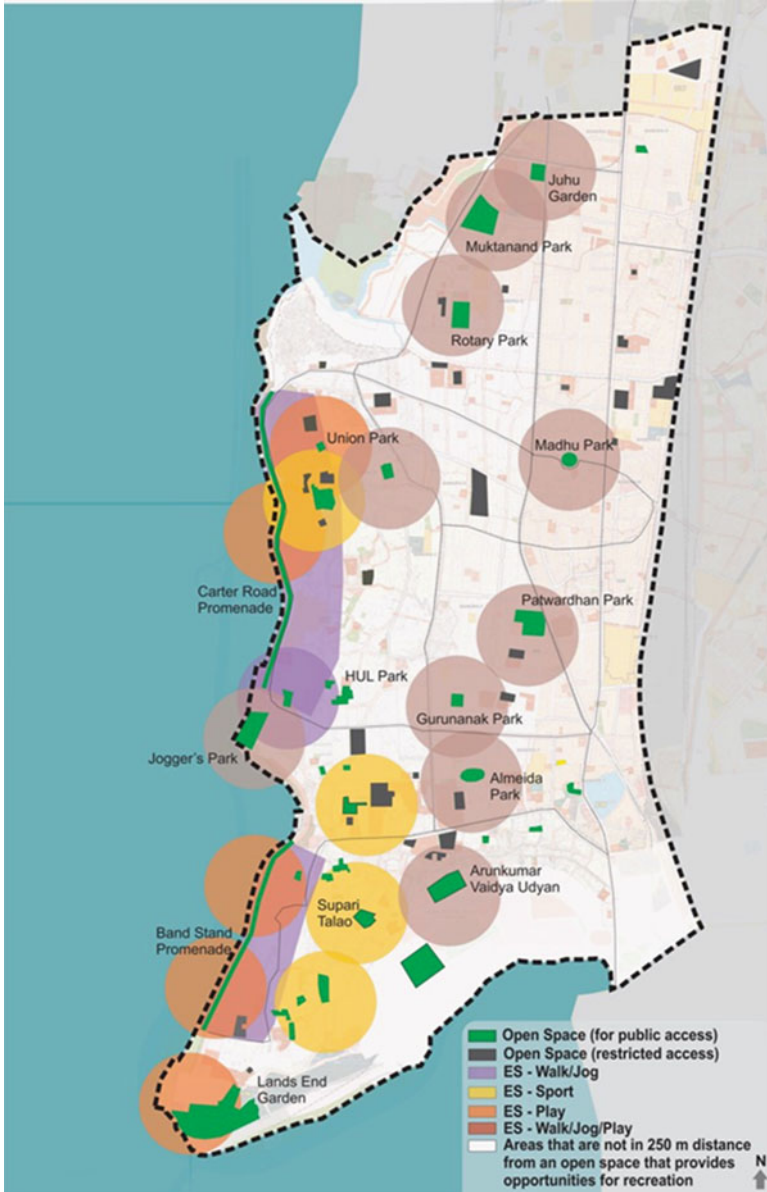 Juhu
Garden
Muktanand Park
Rotary Park
Union Park
Madhu Park
Carter Road
Promenade
Patwardhan Park
HUL Park
Gurunanak Park
Jogger's Park
Almeida
Park
Arunkumar
Vaidya Udyan
Supari
Talao
Band Stand
Promenade
Lands End
Garden
Open Space (for public access)
Open Space (restricted access)
ES - Walk/Jog
ES - Sport
ES - Play
ES - Walk/Jog/Play
Areas that are not in 250 m distance
from an open space that provides
opportunities for recreation
N